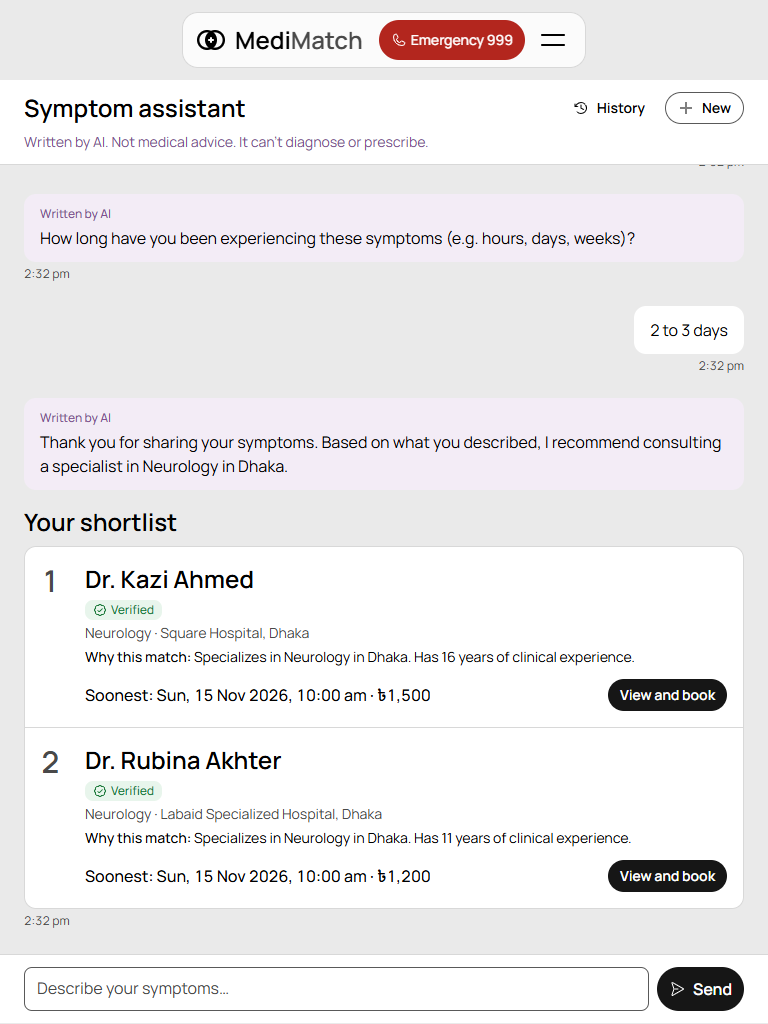 MediMatch
Emergency 999
Symptom assistant
History
New
Written by AI. Not medical advice. It can't diagnose or prescribe.
Written by AI
How long have you been experiencing these symptoms (e.g. hours, days, weeks)?
2:32 pm
2 to 3 days
2:32 pm
Written by AI
Thank you for sharing your symptoms. Based on what you described, I recommend consulting
a specialist in Neurology in Dhaka.
Your shortlist
1
Dr. Kazi Ahmed
Verified
Neurology · Square Hospital, Dhaka
Why this match: Specializes in Neurology in Dhaka. Has 16 years of clinical experience.
Soonest: Sun, 15 Nov 2026, 10:00 am · ৳1,500
View and book
2
Dr. Rubina Akhter
Verified
Neurology · Labaid Specialized Hospital, Dhaka
Why this match: Specializes in Neurology in Dhaka. Has 11 years of clinical experience.
Soonest: Sun, 15 Nov 2026, 10:00 am · ৳1,200
View and book
2:32 pm
Describe your symptoms…
Send